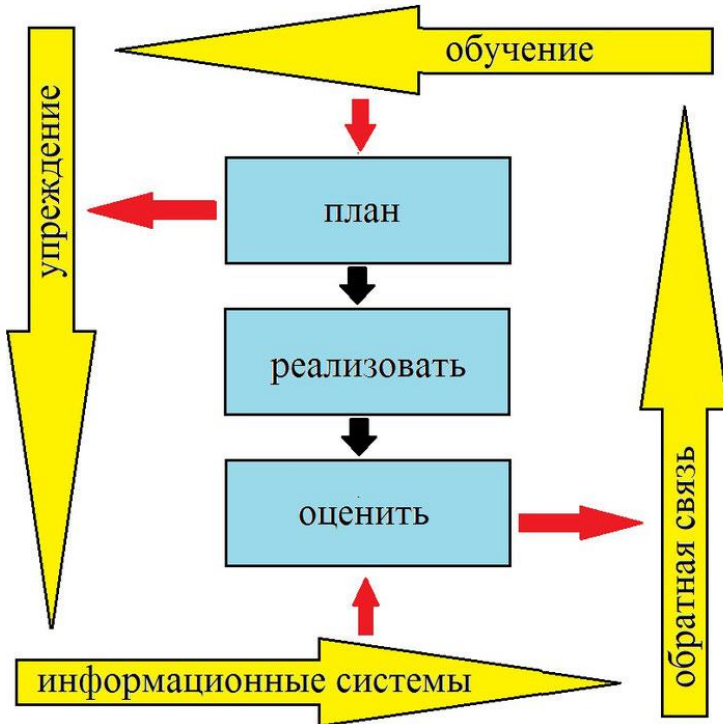 обучение
упреждение
план
реализовать
оценить
обратная связь
информационные системы